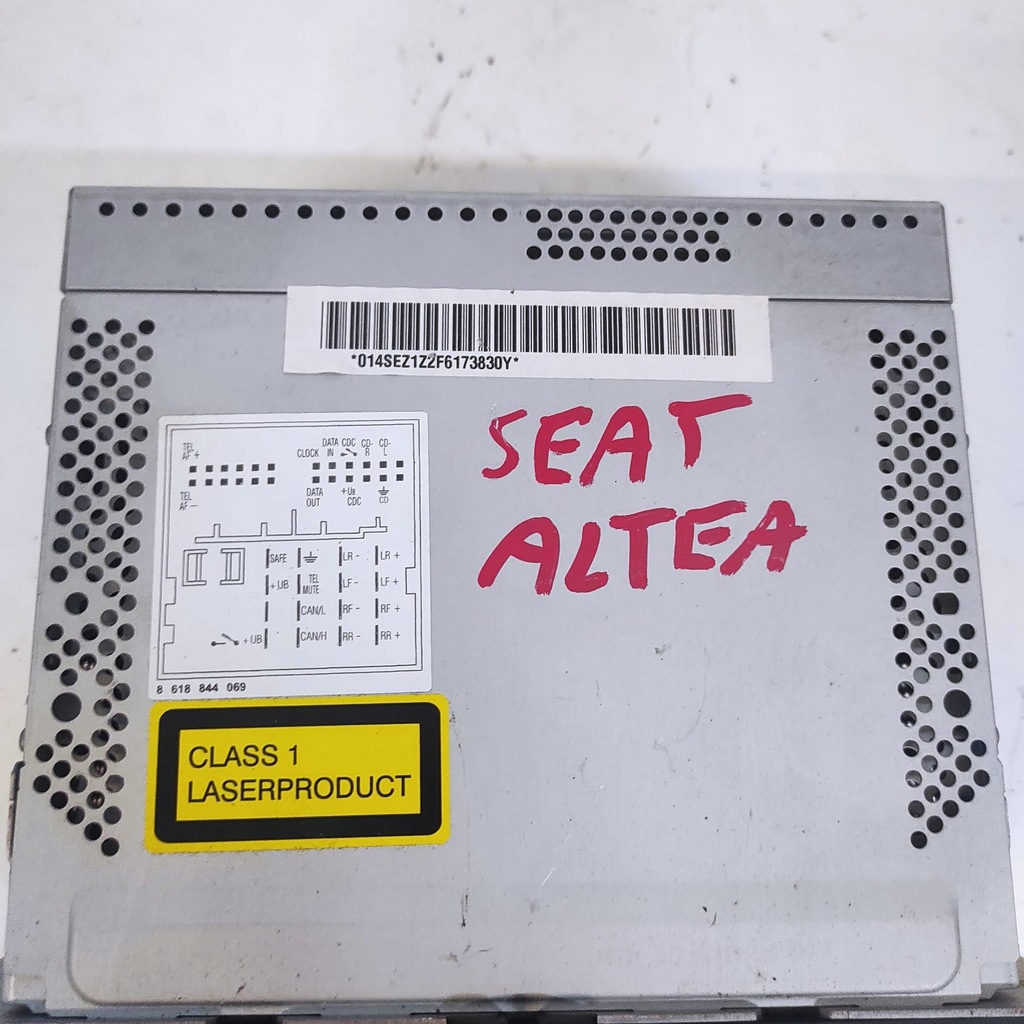 *014SEZ1Z2F6173830Y*
SEAT
ALTEA
TEL AF +
CLOCK DATA IN CDC CD-R CD-L
TEL AF −
DATA OUT +UB CDC CD
SAFE LR - LR +
+UB TEL MUTE LF - LF +
CAN/L RF - RF +
+UB CAN/H RR - RR +
8 618 844 069
CLASS 1
LASERPRODUCT